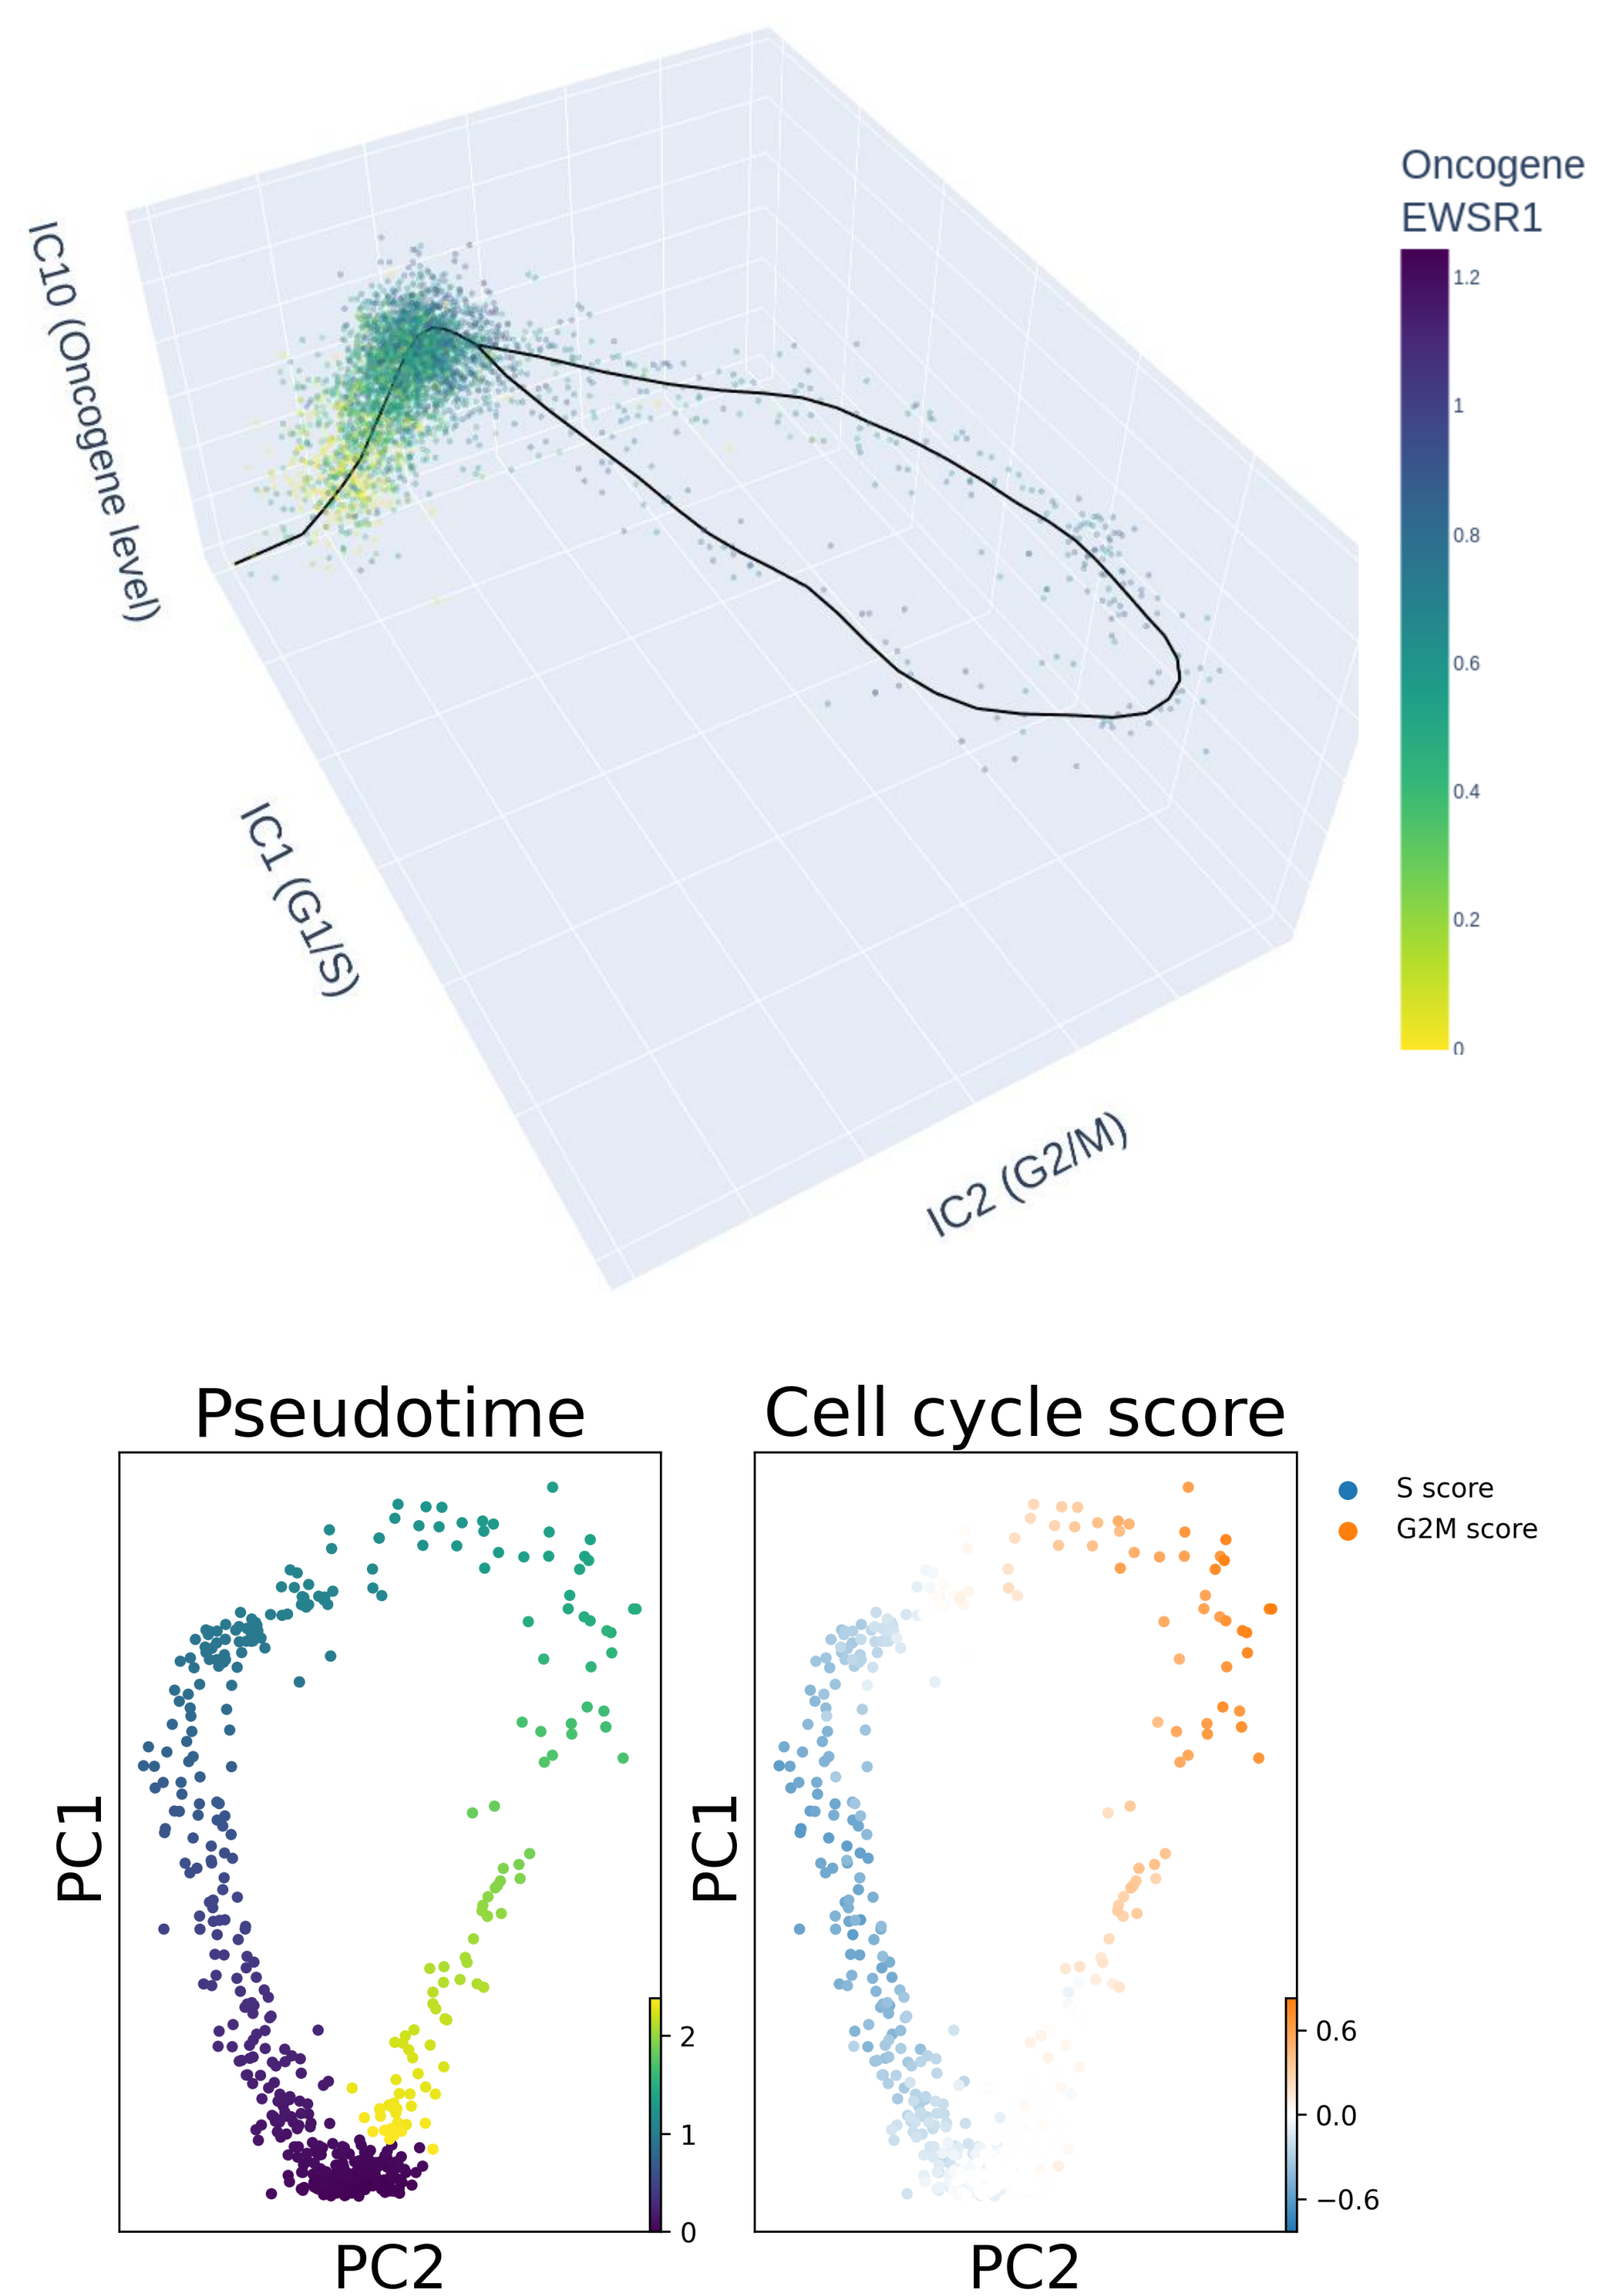 Oncogene
EWSR1
1.2
1
0.8
0.6
0.4
0.2
0
IC10 (Oncogene level)
IC1 (G1/S)
IC2 (G2/M)
Pseudotime
PC1
PC2
2
1
0
Cell cycle score
PC1
PC2
S score
G2M score
0.6
0.0
−0.6